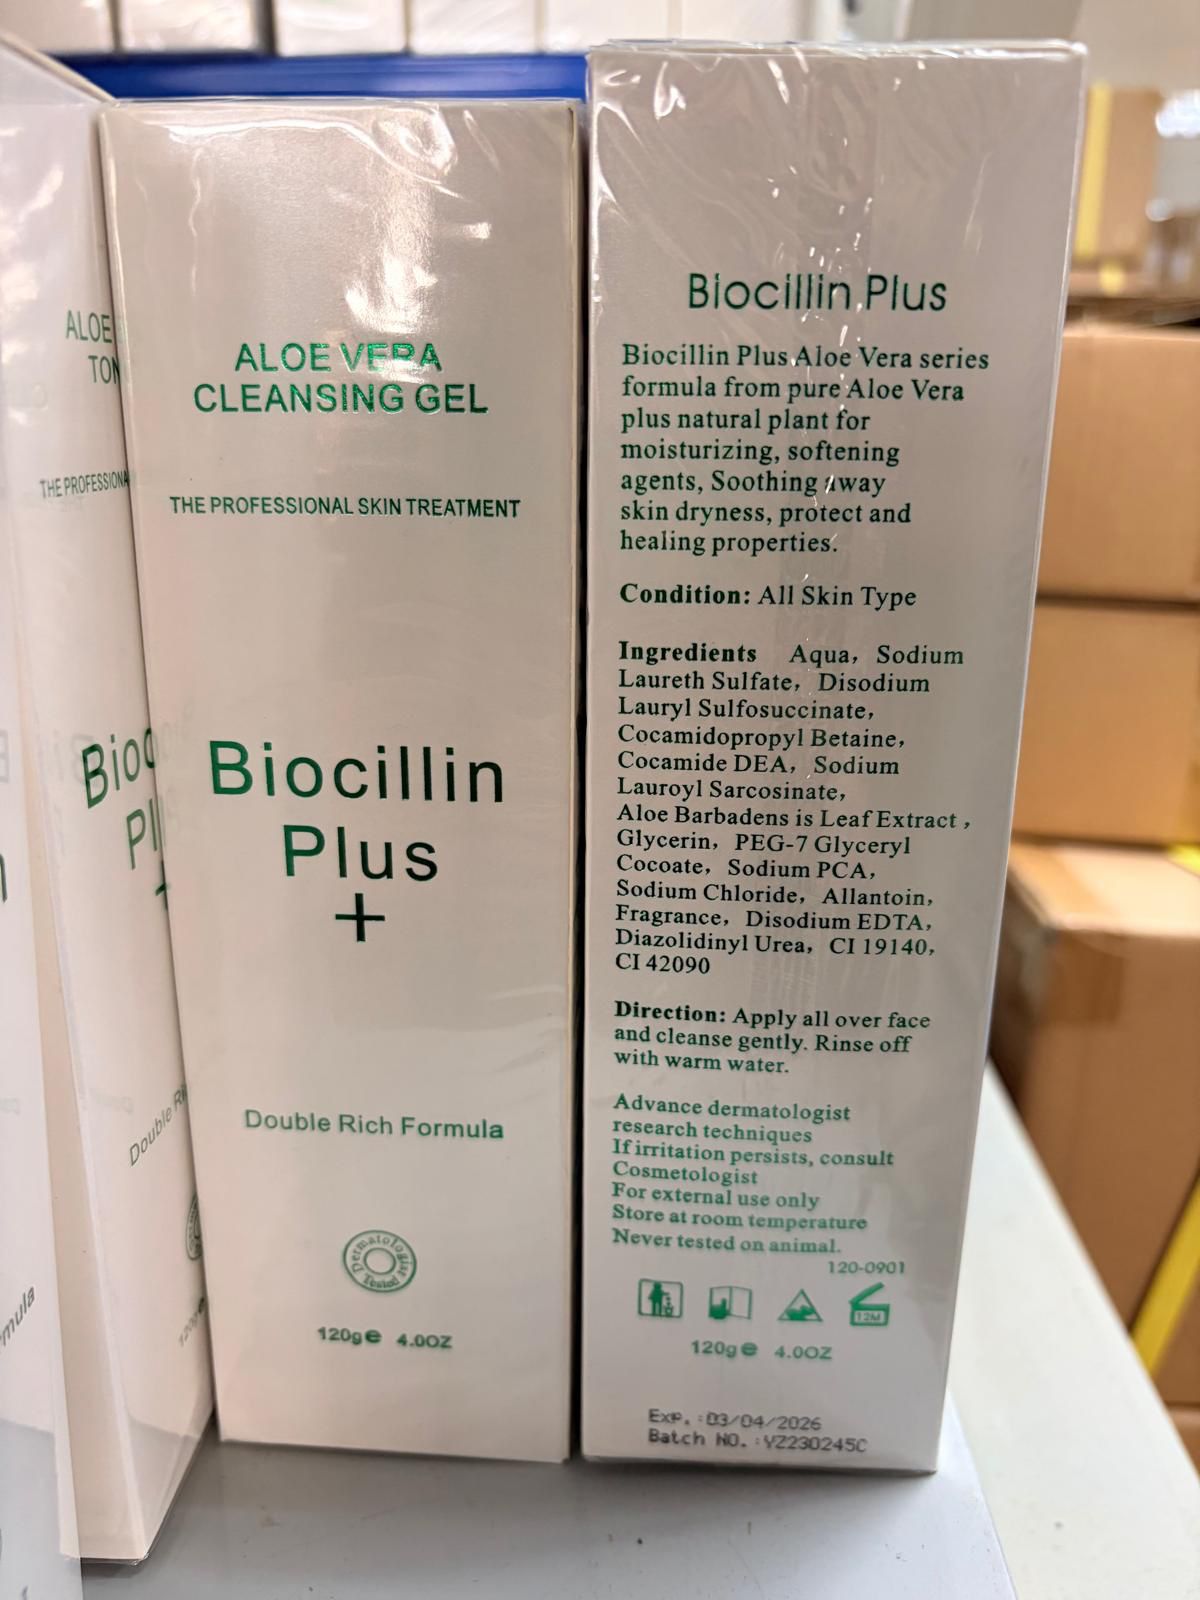 ALOE
TON
THE PROFESSIONA
Double
ALOE VERA
CLEANSING GEL
THE PROFESSIONAL SKIN TREATMENT
Biocillin
Plus
+
Double Rich Formula
Dermatologist
Tested
120g e 4.0OZ
Biocillin Plus
Biocillin Plus Aloe Vera series
formula from pure Aloe Vera
plus natural plant for
moisturizing, softening
agents, Soothing away
skin dryness, protect and
healing properties.
Condition: All Skin Type
Ingredients Aqua, Sodium
Laureth Sulfate, Disodium
Lauryl Sulfosuccinate,
Cocamidopropyl Betaine,
Cocamide DEA, Sodium
Lauroyl Sarcosinate,
Aloe Barbadens is Leaf Extract ,
Glycerin, PEG-7 Glyceryl
Cocoate, Sodium PCA,
Sodium Chloride, Allantoin,
Fragrance, Disodium EDTA,
Diazolidinyl Urea, CI 19140,
CI 42090
Direction: Apply all over face
and cleanse gently. Rinse off
with warm water.
Advance dermatologist
research techniques
If irritation persists, consult
Cosmetologist
For external use only
Store at room temperature
Never tested on animal.
120-0901
12M
120g e 4.0OZ
Exp. : 03/04/2026
Batch NO. : YZ230245C